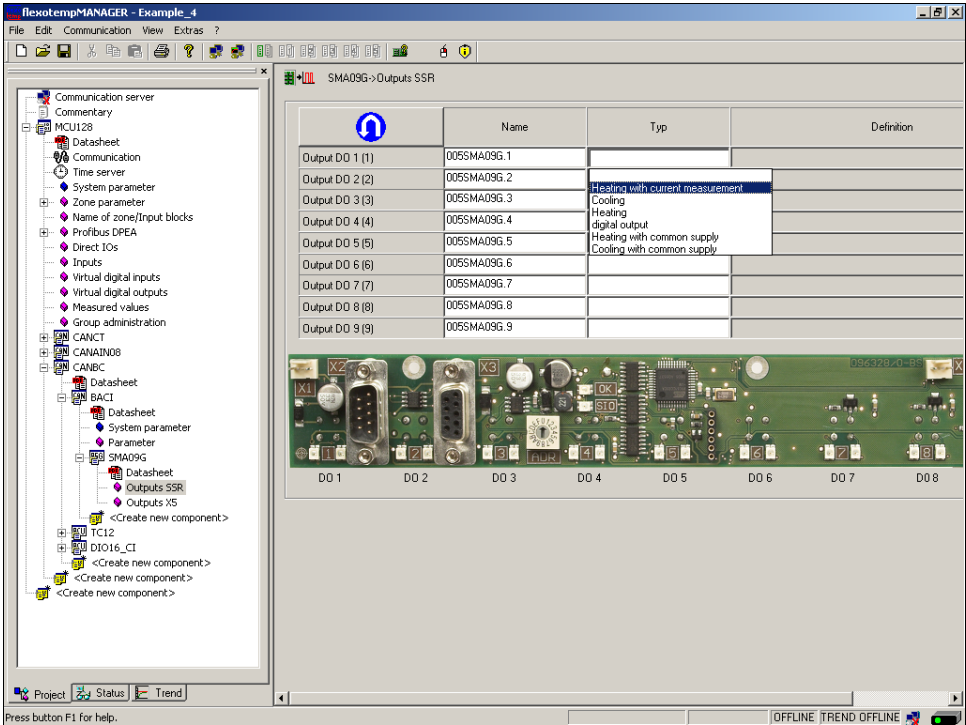 flexotempMANAGER - Example_4
File Edit Communication View Extras ?
SMA09G->Outputs SSR
Communication server
Commentary
MCU128
Datasheet
Communication
Time server
System parameter
Zone parameter
Name of zone/Input blocks
Profibus DPEA
Direct IOs
Inputs
Virtual digital inputs
Virtual digital outputs
Measured values
Group administration
CANCT
CANAIN08
CANBC
Datasheet
BACI
Datasheet
System parameter
Parameter
SMA09G
Datasheet
Outputs SSR
Outputs X5
<Create new component>
TC12
DIO16_CI
<Create new component>
<Create new component>
<Create new component>
Name Typ Definition
Output DO 1 (1) 005SMA09G.1
Output DO 2 (2) 005SMA09G.2
Output DO 3 (3) 005SMA09G.3
Output DO 4 (4) 005SMA09G.4
Output DO 5 (5) 005SMA09G.5
Output DO 6 (6) 005SMA09G.6
Output DO 7 (7) 005SMA09G.7
Output DO 8 (8) 005SMA09G.8
Output DO 9 (9) 005SMA09G.9
Heating with current measurement
Cooling
Heating
digital output
Heating with common supply
Cooling with common supply
X2 X3
X1 OK
SIO
ADR
1 2 3 4 5 6 7 8
DO 1 DO 2 DO 3 DO 4 DO 5 DO 6 DO 7 DO 8
Project Status Trend
Press button F1 for help. OFFLINE TREND OFFLINE